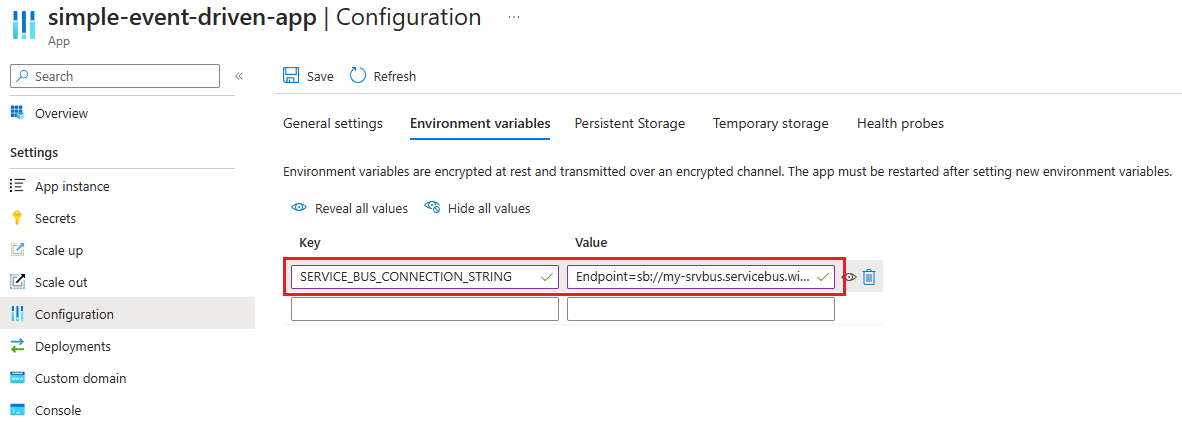 simple-event-driven-app | Configuration ...
App
Search «
Overview
Settings
App instance
Secrets
Scale up
Scale out
Configuration
Deployments
Custom domain
Console
Save Refresh
General settings Environment variables Persistent Storage Temporary storage Health probes
Environment variables are encrypted at rest and transmitted over an encrypted channel. The app must be restarted after setting new environment variables.
Reveal all values Hide all values
Key Value
SERVICE_BUS_CONNECTION_STRING Endpoint=sb://my-srvbus.servicebus.wi...